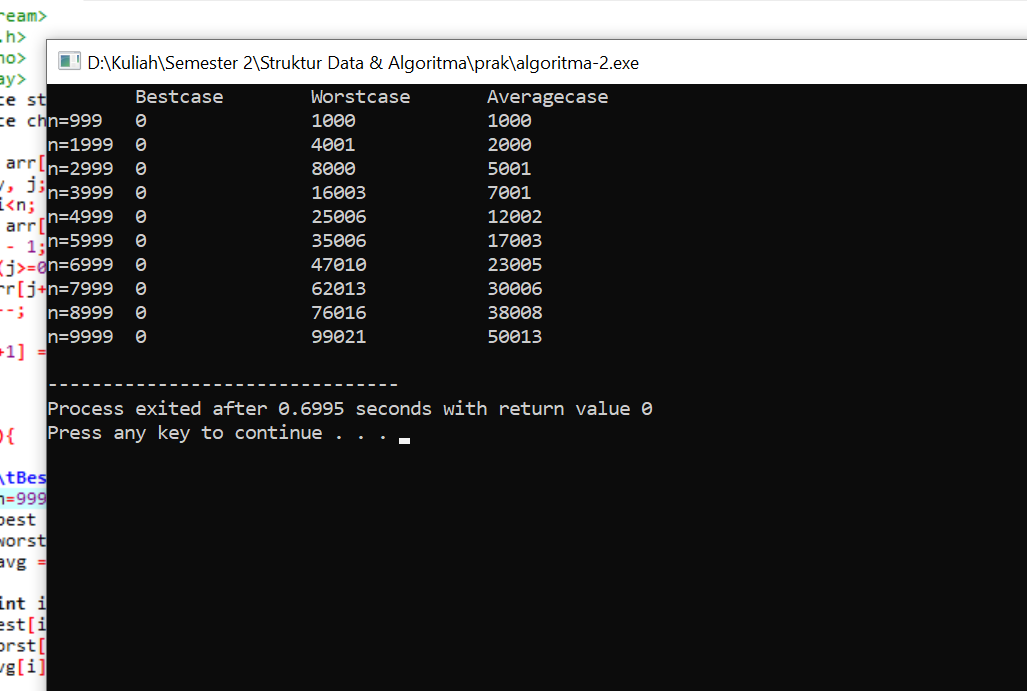 ream>
.h>
no>
ay>
ce st
ce ch
arr[
y, j;
i<n;
arr[
- 1;
(j>=0
rr[j+
--;
+1] =
){
\tBes
n=999
best
worst
avg =
int i
est[i
orst[
vg[i]
D:\Kuliah\Semester 2\Struktur Data & Algoritma\prak\algoritma-2.exe
Bestcase Worstcase Averagecase
n=999 0 1000 1000
n=1999 0 4001 2000
n=2999 0 8000 5001
n=3999 0 16003 7001
n=4999 0 25006 12002
n=5999 0 35006 17003
n=6999 0 47010 23005
n=7999 0 62013 30006
n=8999 0 76016 38008
n=9999 0 99021 50013
--------------------------------
Process exited after 0.6995 seconds with return value 0
Press any key to continue . . .